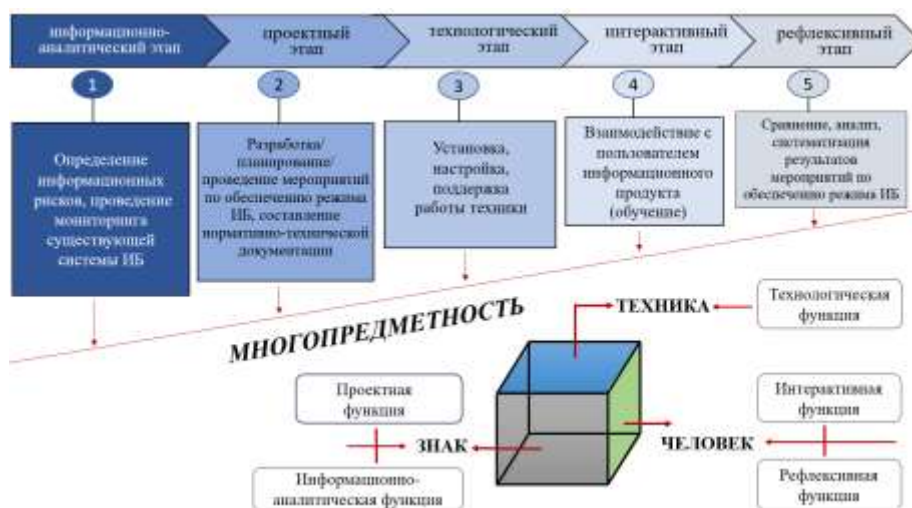 информационно-
аналитический этап
проектный
этап
технологический
этап
интерактивный
этап
рефлексивный
этап
1
2
3
4
5
Определение
информационных
рисков, проведение
мониторинга
существующей
системы ИБ
Разработка/
планирование/
проведение мероприятий
по обеспечению режима
ИБ, составление
нормативно-технической
документации
Установка,
настройка,
поддержка
работы техники
Взаимодействие с
пользователем
информационного
продукта
(обучение)
Сравнение, анализ,
систематизация
результатов
мероприятий по
обеспечению режима ИБ
МНОГОПРЕДМЕТНОСТЬ
ТЕХНИКА
Технологическая
функция
Проектная
функция
ЗНАК
Информационно-
аналитическая функция
Интерактивная
функция
ЧЕЛОВЕК
Рефлексивная
функция